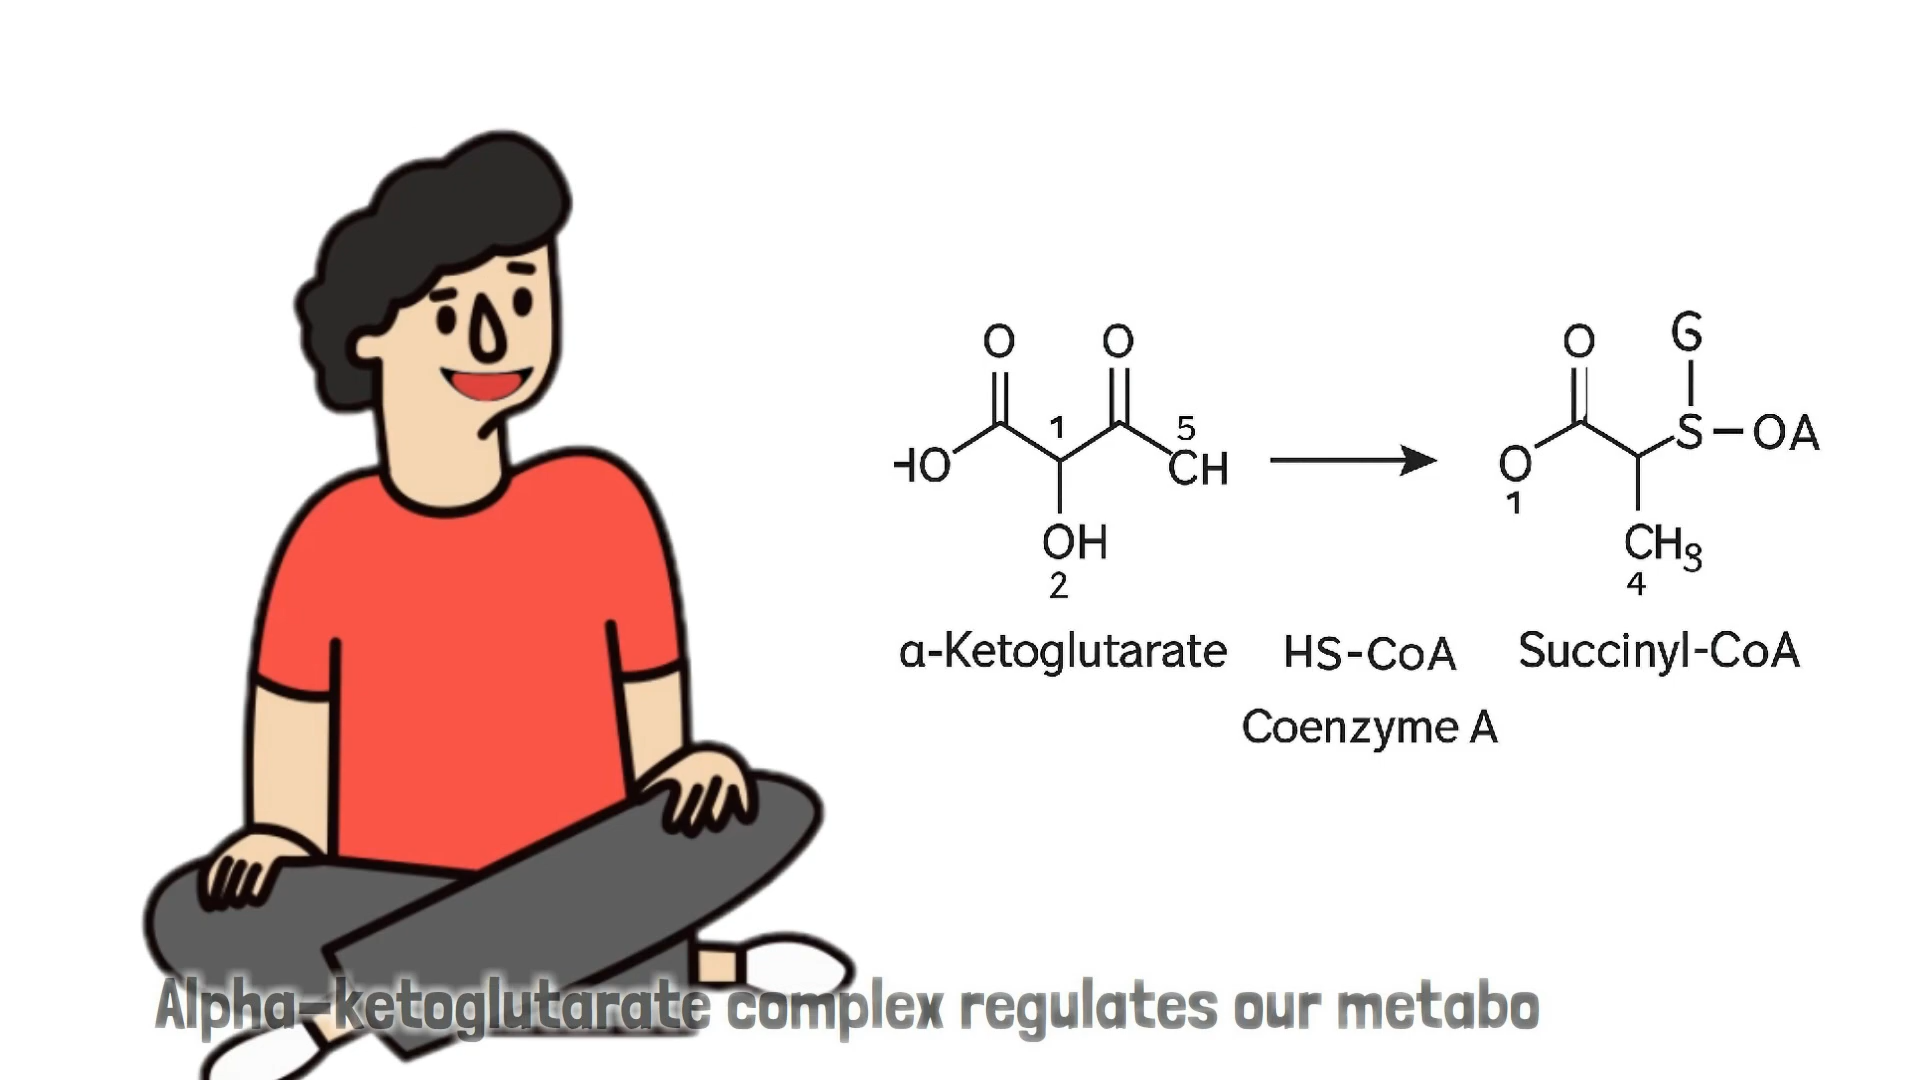 O O G
1 5
HO CH O S–OA
1
OH CH3
2 4
α-Ketoglutarate HS-CoA Succinyl-CoA
Coenzyme A
Alpha-ketoglutarate complex regulates our metabo